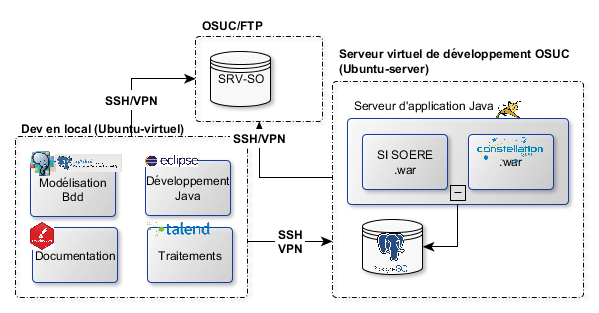 OSUC/FTP
SRV-SO
SSH/VPN
Serveur virtuel de développement OSUC
(Ubuntu-server)
Serveur d'application Java
SI SOERE
.war
constellation
.war
SSH/VPN
Dev en local (Ubuntu-virtuel)
Modélisation
Bdd
eclipse
Développement
Java
Documentation
talend
Traitements
SSH
VPN
PostgreSQL